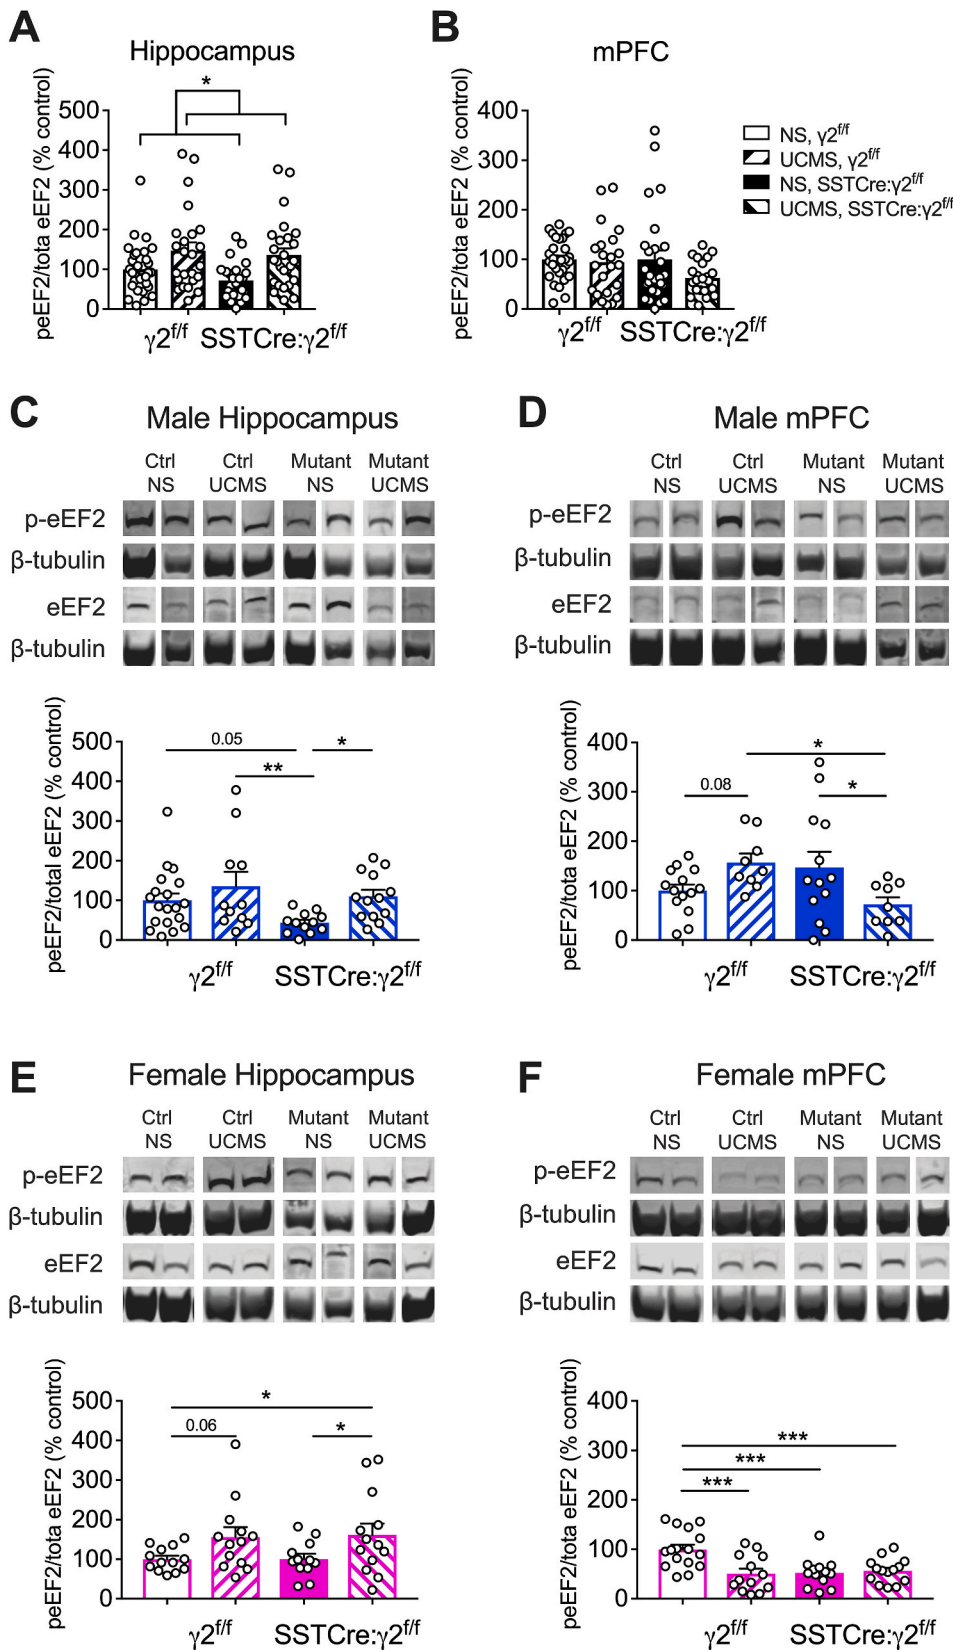 A
Hippocampus
peEF2/tota eEF2 (% control)
500
400
300
200
100
0
*
γ2f/f SSTCre:γ2f/f
B
mPFC
peEF2/tota eEF2 (% control)
400
300
200
100
0
γ2f/f SSTCre:γ2f/f
NS, γ2f/f
UCMS, γ2f/f
NS, SSTCre:γ2f/f
UCMS, SSTCre:γ2f/f
C
Male Hippocampus
Ctrl Ctrl Mutant Mutant
NS UCMS NS UCMS
p-eEF2
β-tubulin
eEF2
β-tubulin
peEF2/total eEF2 (% control)
500
400
300
200
100
0
0.05 *
**
γ2f/f SSTCre:γ2f/f
D
Male mPFC
Ctrl Ctrl Mutant Mutant
NS UCMS NS UCMS
p-eEF2
β-tubulin
eEF2
β-tubulin
peEF2/total eEF2 (% control)
400
300
200
100
0
*
0.08 *
γ2f/f SSTCre:γ2f/f
E
Female Hippocampus
Ctrl Ctrl Mutant Mutant
NS UCMS NS UCMS
p-eEF2
β-tubulin
eEF2
β-tubulin
peEF2/tota eEF2 (% control)
500
400
300
200
100
0
*
0.06 *
γ2f/f SSTCre:γ2f/f
F
Female mPFC
Ctrl Ctrl Mutant Mutant
NS UCMS NS UCMS
p-eEF2
β-tubulin
eEF2
β-tubulin
peEF2/tota eEF2 (% control)
400
300
200
100
0
***
***
***
γ2f/f SSTCre:γ2f/f